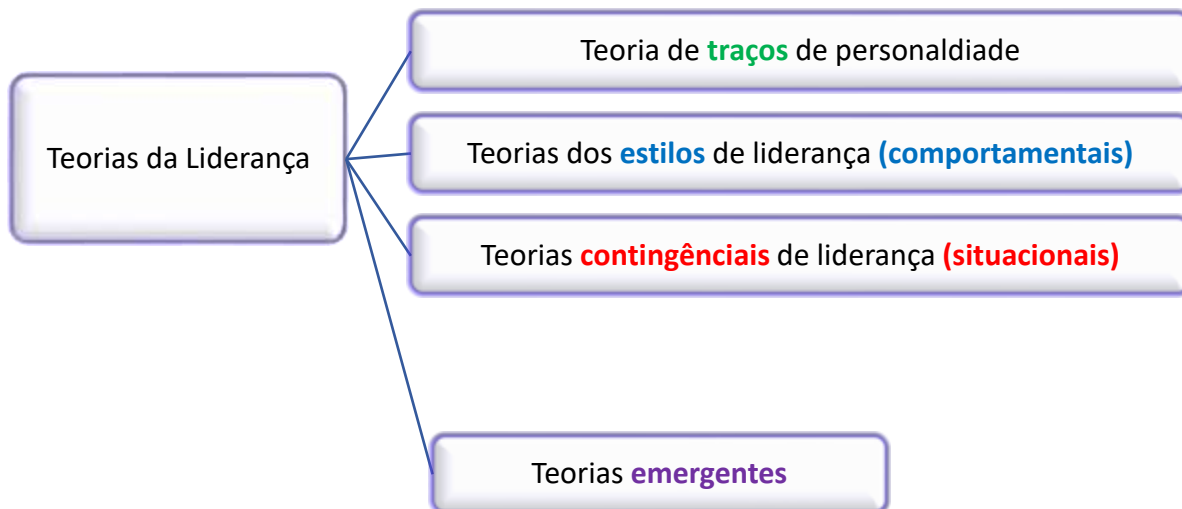 Teoria de traços de personaldiade
Teorias da Liderança
Teorias dos estilos de liderança (comportamentais)
Teorias contingênciais de liderança (situacionais)
Teorias emergentes